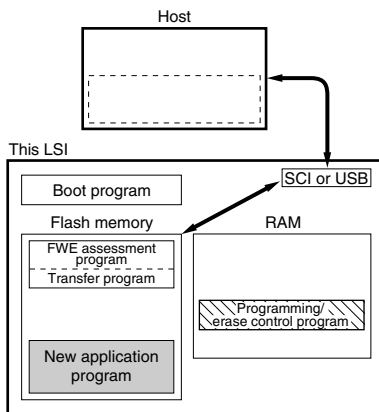 Host
This LSI
SCI or USB
Boot program
Flash memory
RAM
FWE assessment
program
Transfer program
Programming/
erase control program
New application
program